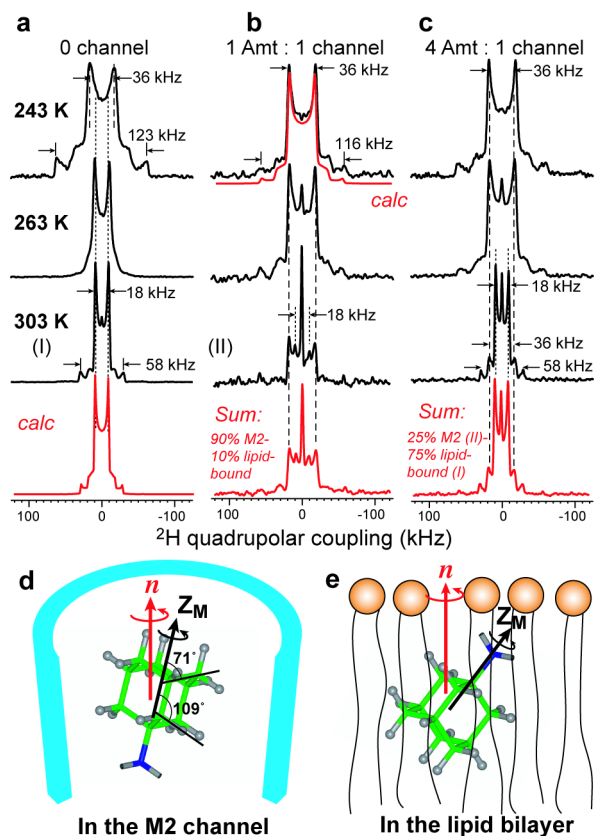 a
0 channel
36 kHz
243 K
123 kHz
263 K
18 kHz
303 K
(I)
58 kHz
calc
100
0
-100
b
1 Amt : 1 channel
36 kHz
116 kHz
calc
18 kHz
(II)
Sum:
90% M2-
10% lipid-
bound
100
0
-100
c
4 Amt : 1 channel
36 kHz
18 kHz
36 kHz
58 kHz
Sum:
25% M2 (II)-
75% lipid-
bound (I)
100
0
-100
²H quadrupolar coupling (kHz)
d
n
Z_M
71°
109°
In the M2 channel
e
n
Z_M
In the lipid bilayer